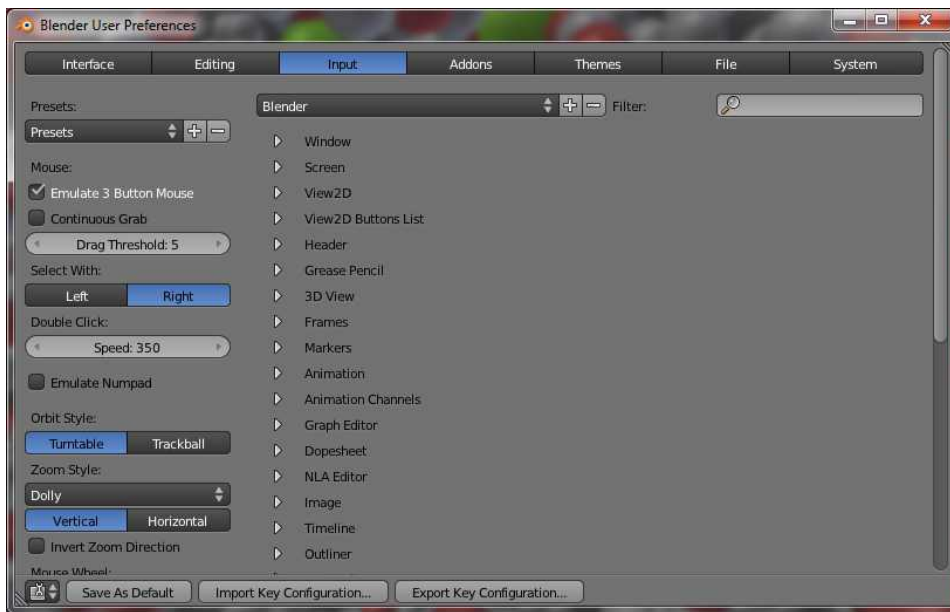 Blender User Preferences
Interface Editing Input Addons Themes File System
Presets:
Presets
Mouse:
Emulate 3 Button Mouse
Continuous Grab
Drag Threshold: 5
Select With:
Left Right
Double Click:
Speed: 350
Emulate Numpad
Orbit Style:
Turntable Trackball
Zoom Style:
Dolly
Vertical Horizontal
Invert Zoom Direction
Mouse Wheel:
Blender Filter:
Window
Screen
View2D
View2D Buttons List
Header
Grease Pencil
3D View
Frames
Markers
Animation
Animation Channels
Graph Editor
Dopesheet
NLA Editor
Image
Timeline
Outliner
Save As Default Import Key Configuration... Export Key Configuration...